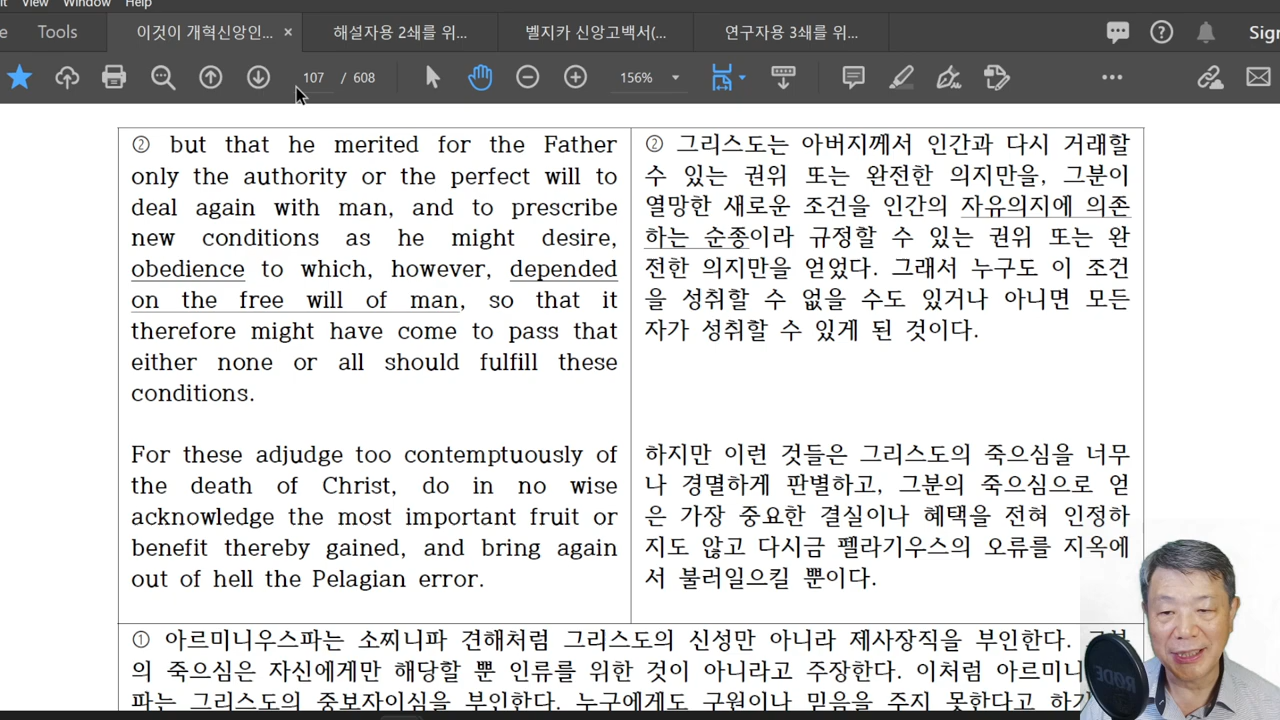 View Window Help
Tools
이것이 개혁신앙인... ×
해설자용 2쇄를 위...
벨지카 신앙고백서(...
연구자용 3쇄를 위...
Sign
107 / 608
156%
② but that he merited for the Father
only the authority or the perfect will to
deal again with man, and to prescribe
new conditions as he might desire,
obedience to which, however, depended
on the free will of man, so that it
therefore might have come to pass that
either none or all should fulfill these
conditions.
For these adjudge too contemptuously of
the death of Christ, do in no wise
acknowledge the most important fruit or
benefit thereby gained, and bring again
out of hell the Pelagian error.
② 그리스도는 아버지께서 인간과 다시 거래할
수 있는 권위 또는 완전한 의지만을, 그분이
열망한 새로운 조건을 인간의 자유의지에 의존
하는 순종이라 규정할 수 있는 권위 또는 완
전한 의지만을 얻었다. 그래서 누구도 이 조건
을 성취할 수 없을 수도 있거나 아니면 모든
자가 성취할 수 있게 된 것이다.
하지만 이런 것들은 그리스도의 죽으심을 너무
나 경멸하게 판별하고, 그분의 죽으심으로 얻
은 가장 중요한 결실이나 혜택을 전혀 인정하
지도 않고 다시금 펠라기우스의 오류를 지옥에
서 불러일으킬 뿐이다.
① 아르미니우스파는 소찌니파 견해처럼 그리스도의 신성만 아니라 제사장직을 부인한다.
의 죽으심은 자신에게만 해당할 뿐 인류를 위한 것이 아니라고 주장한다. 이처럼 아르미니
파는 그리스도의 중보자이심을 부인한다. 누구에게도 구원이나 믿음을 주지 못한다고 하
RODE